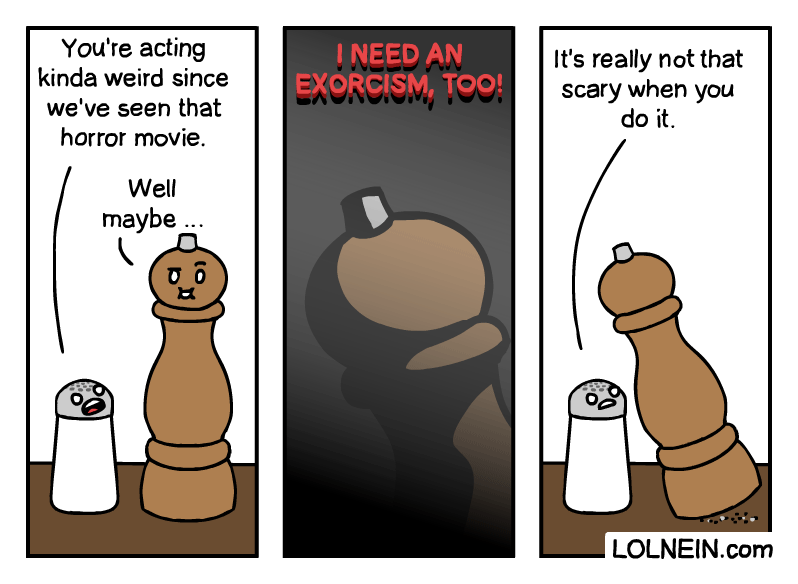 You're acting
kinda weird since
we've seen that
horror movie.
Well
maybe ...
I NEED AN
EXORCISM, TOO!
It's really not that
scary when you
do it.
LOLNEIN.com